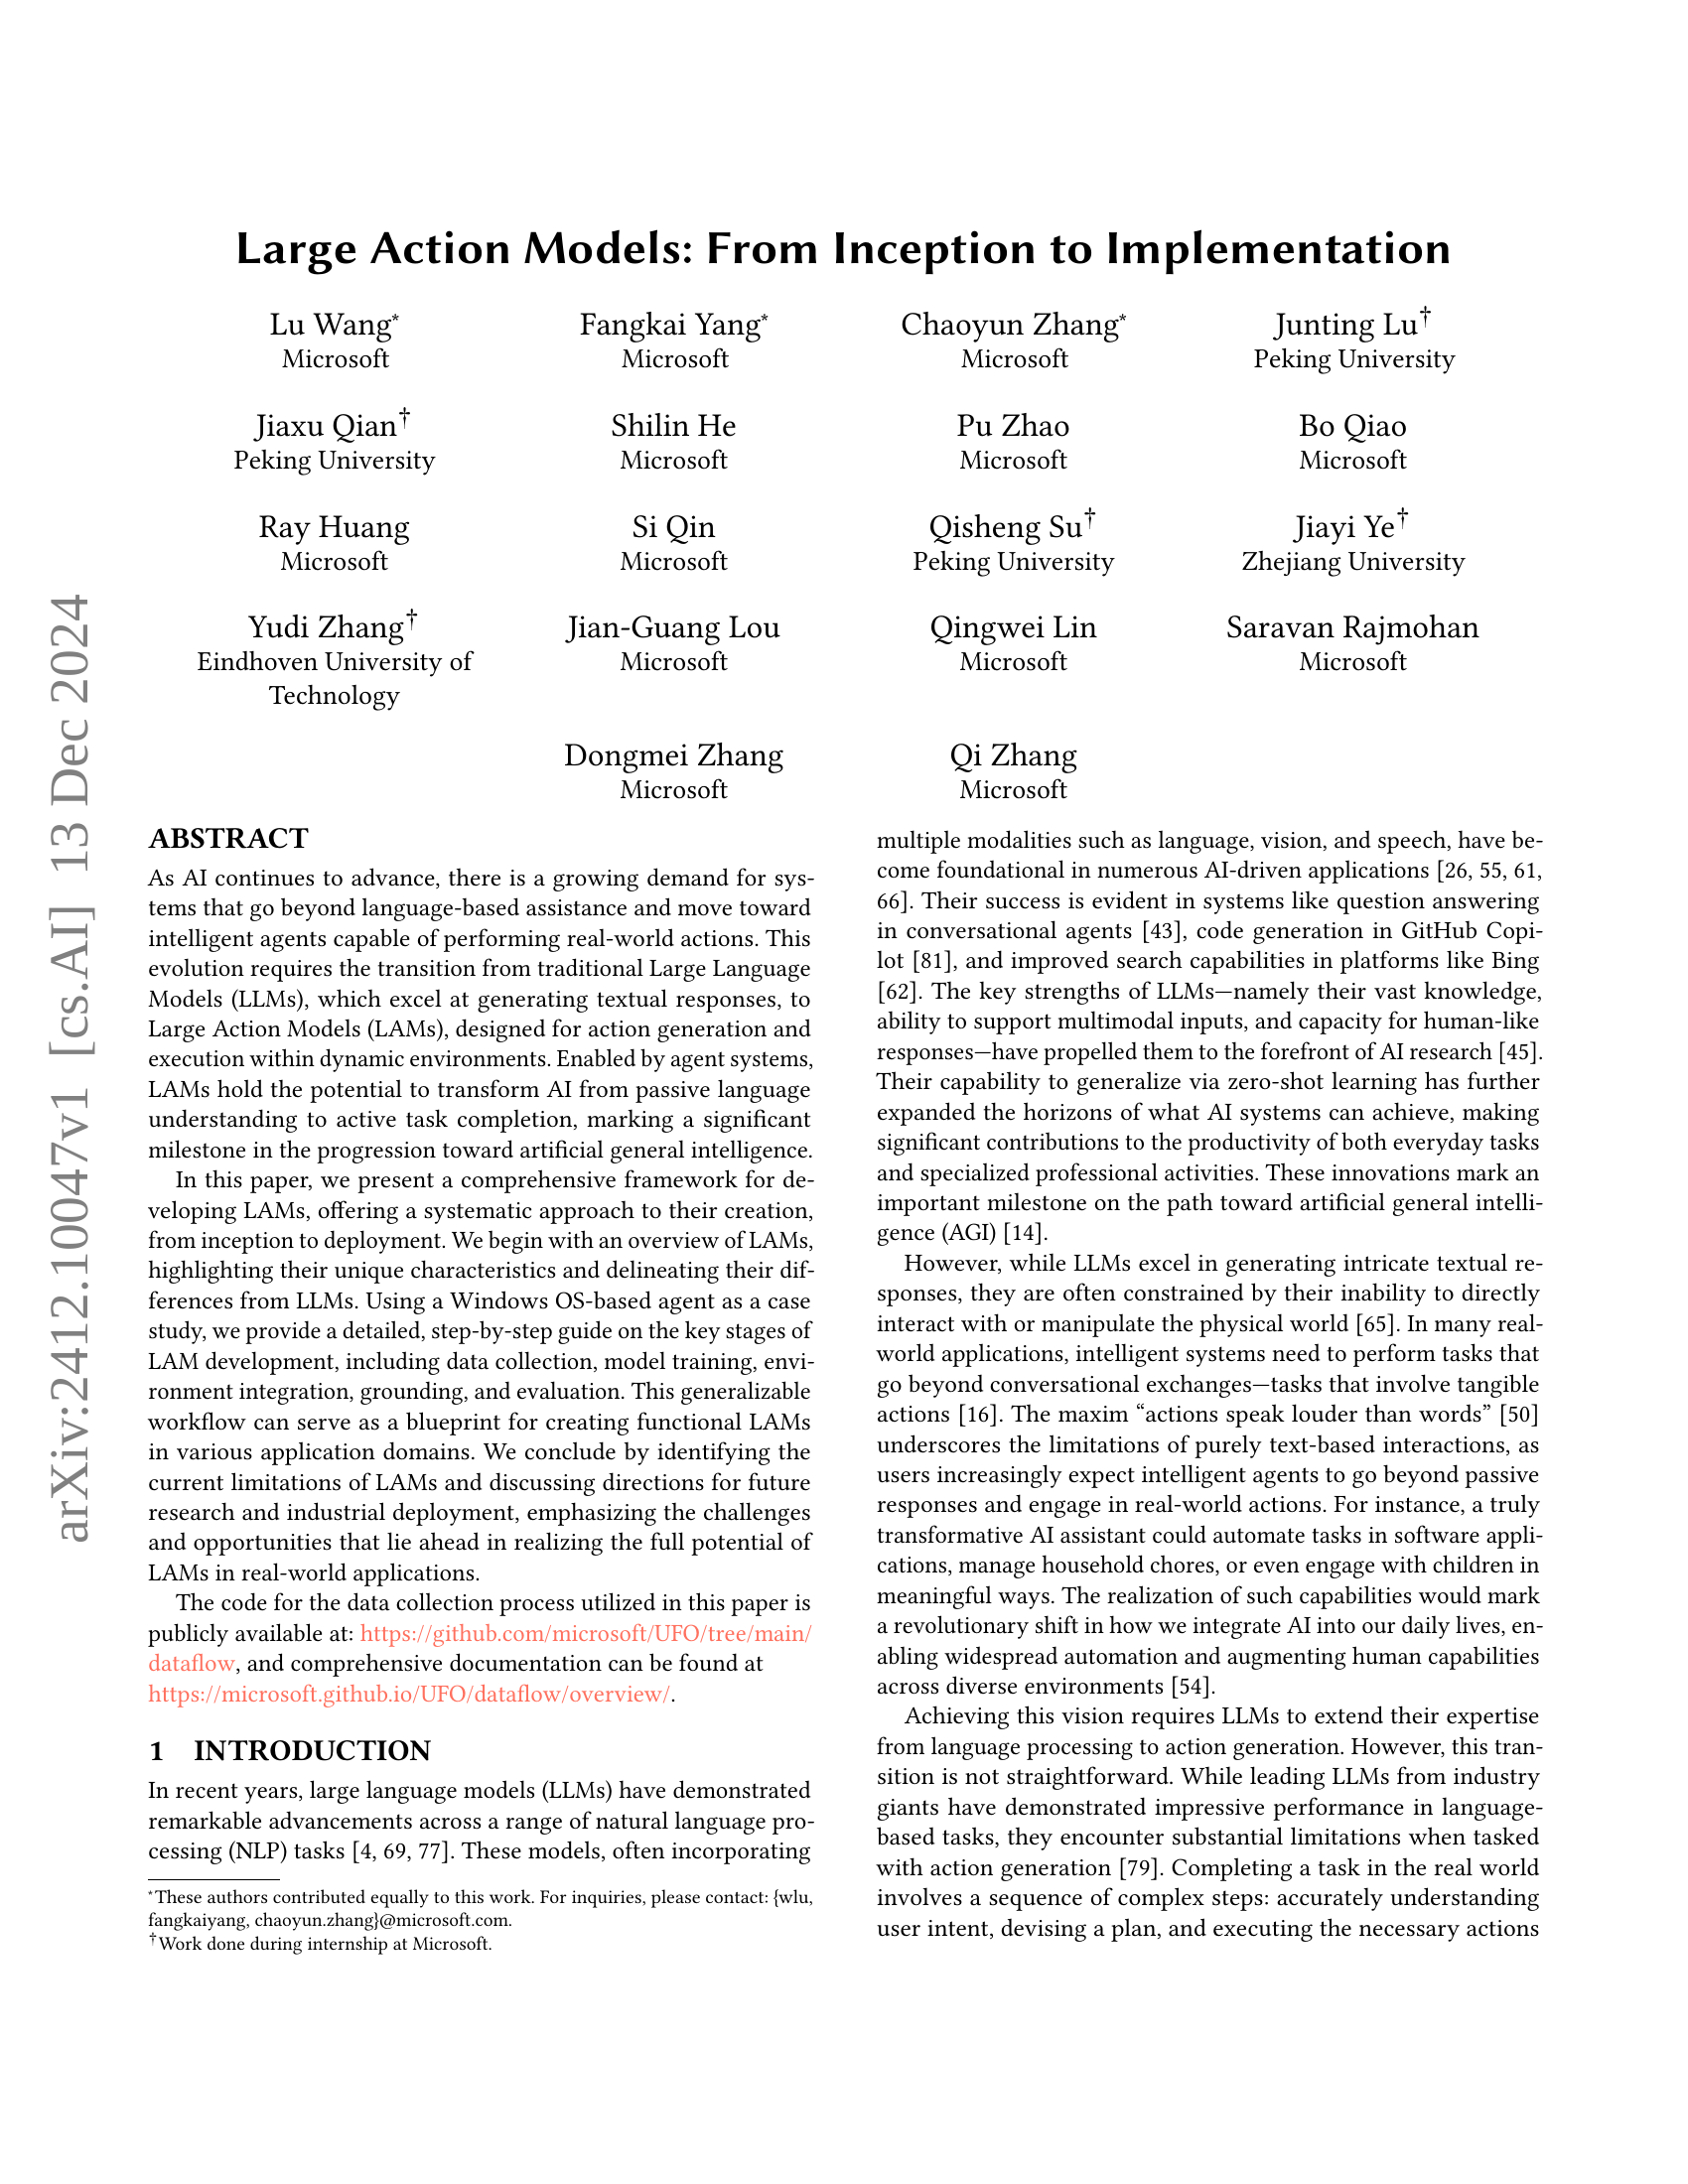 Large Action Models: From Inception to Implementation
Lu Wang* Fangkai Yang* Chaoyun Zhang* Junting Lu†
Microsoft Microsoft Microsoft Peking University
Jiaxu Qian† Shilin He Pu Zhao Bo Qiao
Peking University Microsoft Microsoft Microsoft
Ray Huang Si Qin Qisheng Su† Jiayi Ye†
Microsoft Microsoft Peking University Zhejiang University
Yudi Zhang† Jian-Guang Lou Qingwei Lin Saravan Rajmohan
Eindhoven University of Microsoft Microsoft Microsoft
Technology
Dongmei Zhang Qi Zhang
Microsoft Microsoft
arXiv:2412.10047v1 [cs.AI] 13 Dec 2024
ABSTRACT
As AI continues to advance, there is a growing demand for sys-
tems that go beyond language-based assistance and move toward
intelligent agents capable of performing real-world actions. This
evolution requires the transition from traditional Large Language
Models (LLMs), which excel at generating textual responses, to
Large Action Models (LAMs), designed for action generation and
execution within dynamic environments. Enabled by agent systems,
LAMs hold the potential to transform AI from passive language
understanding to active task completion, marking a significant
milestone in the progression toward artificial general intelligence.
In this paper, we present a comprehensive framework for de-
veloping LAMs, offering a systematic approach to their creation,
from inception to deployment. We begin with an overview of LAMs,
highlighting their unique characteristics and delineating their dif-
ferences from LLMs. Using a Windows OS-based agent as a case
study, we provide a detailed, step-by-step guide on the key stages of
LAM development, including data collection, model training, envi-
ronment integration, grounding, and evaluation. This generalizable
workflow can serve as a blueprint for creating functional LAMs
in various application domains. We conclude by identifying the
current limitations of LAMs and discussing directions for future
research and industrial deployment, emphasizing the challenges
and opportunities that lie ahead in realizing the full potential of
LAMs in real-world applications.
The code for the data collection process utilized in this paper is
publicly available at: https://github.com/microsoft/UFO/tree/main/
dataflow, and comprehensive documentation can be found at
https://microsoft.github.io/UFO/dataflow/overview/.
1 INTRODUCTION
In recent years, large language models (LLMs) have demonstrated
remarkable advancements across a range of natural language pro-
cessing (NLP) tasks [4, 69, 77]. These models, often incorporating
*These authors contributed equally to this work. For inquiries, please contact: {wlu,
fangkaiyang, chaoyun.zhang}@microsoft.com.
†Work done during internship at Microsoft.
multiple modalities such as language, vision, and speech, have be-
come foundational in numerous AI-driven applications [26, 55, 61,
66]. Their success is evident in systems like question answering
in conversational agents [43], code generation in GitHub Copi-
lot [81], and improved search capabilities in platforms like Bing
[62]. The key strengths of LLMs—namely their vast knowledge,
ability to support multimodal inputs, and capacity for human-like
responses—have propelled them to the forefront of AI research [45].
Their capability to generalize via zero-shot learning has further
expanded the horizons of what AI systems can achieve, making
significant contributions to the productivity of both everyday tasks
and specialized professional activities. These innovations mark an
important milestone on the path toward artificial general intelli-
gence (AGI) [14].
However, while LLMs excel in generating intricate textual re-
sponses, they are often constrained by their inability to directly
interact with or manipulate the physical world [65]. In many real-
world applications, intelligent systems need to perform tasks that
go beyond conversational exchanges—tasks that involve tangible
actions [16]. The maxim “actions speak louder than words” [50]
underscores the limitations of purely text-based interactions, as
users increasingly expect intelligent agents to go beyond passive
responses and engage in real-world actions. For instance, a truly
transformative AI assistant could automate tasks in software appli-
cations, manage household chores, or even engage with children in
meaningful ways. The realization of such capabilities would mark
a revolutionary shift in how we integrate AI into our daily lives, en-
abling widespread automation and augmenting human capabilities
across diverse environments [54].
Achieving this vision requires LLMs to extend their expertise
from language processing to action generation. However, this tran-
sition is not straightforward. While leading LLMs from industry
giants have demonstrated impressive performance in language-
based tasks, they encounter substantial limitations when tasked
with action generation [79]. Completing a task in the real world
involves a sequence of complex steps: accurately understanding
user intent, devising a plan, and executing the necessary actions